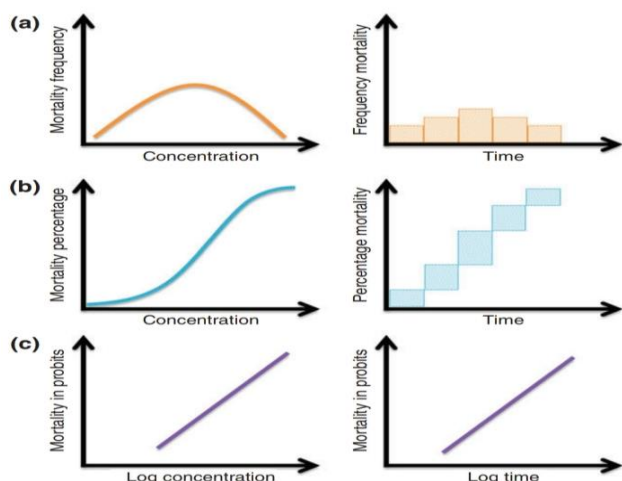 (a)
Mortality frequency
Concentration
Frequency mortality
Time
(b)
Mortality percentage
Concentration
Percentage mortality
Time
(c)
Mortality in probits
Log concentration
Mortality in probits
Log time